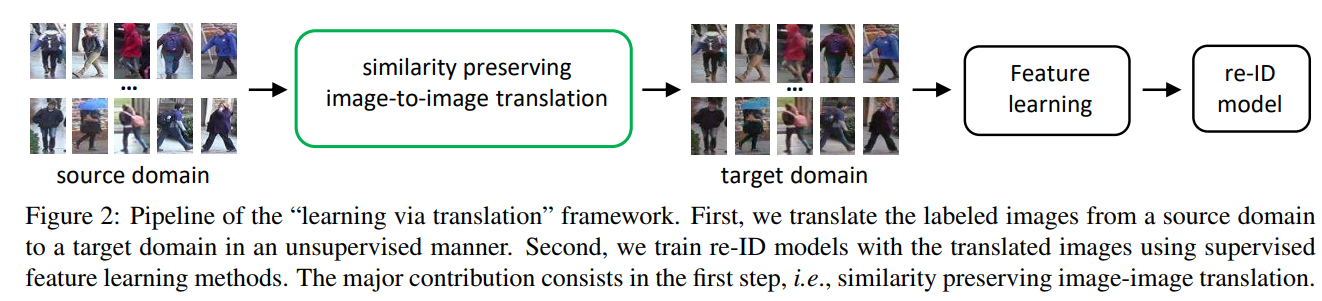 similarity preserving
image-to-image translation
Feature
learning
re-ID
model
...
...
source domain
target domain
Figure 2: Pipeline of the “learning via translation” framework. First, we translate the labeled images from a source domain
to a target domain in an unsupervised manner. Second, we train re-ID models with the translated images using supervised
feature learning methods. The major contribution consists in the first step, i.e., similarity preserving image-image translation.